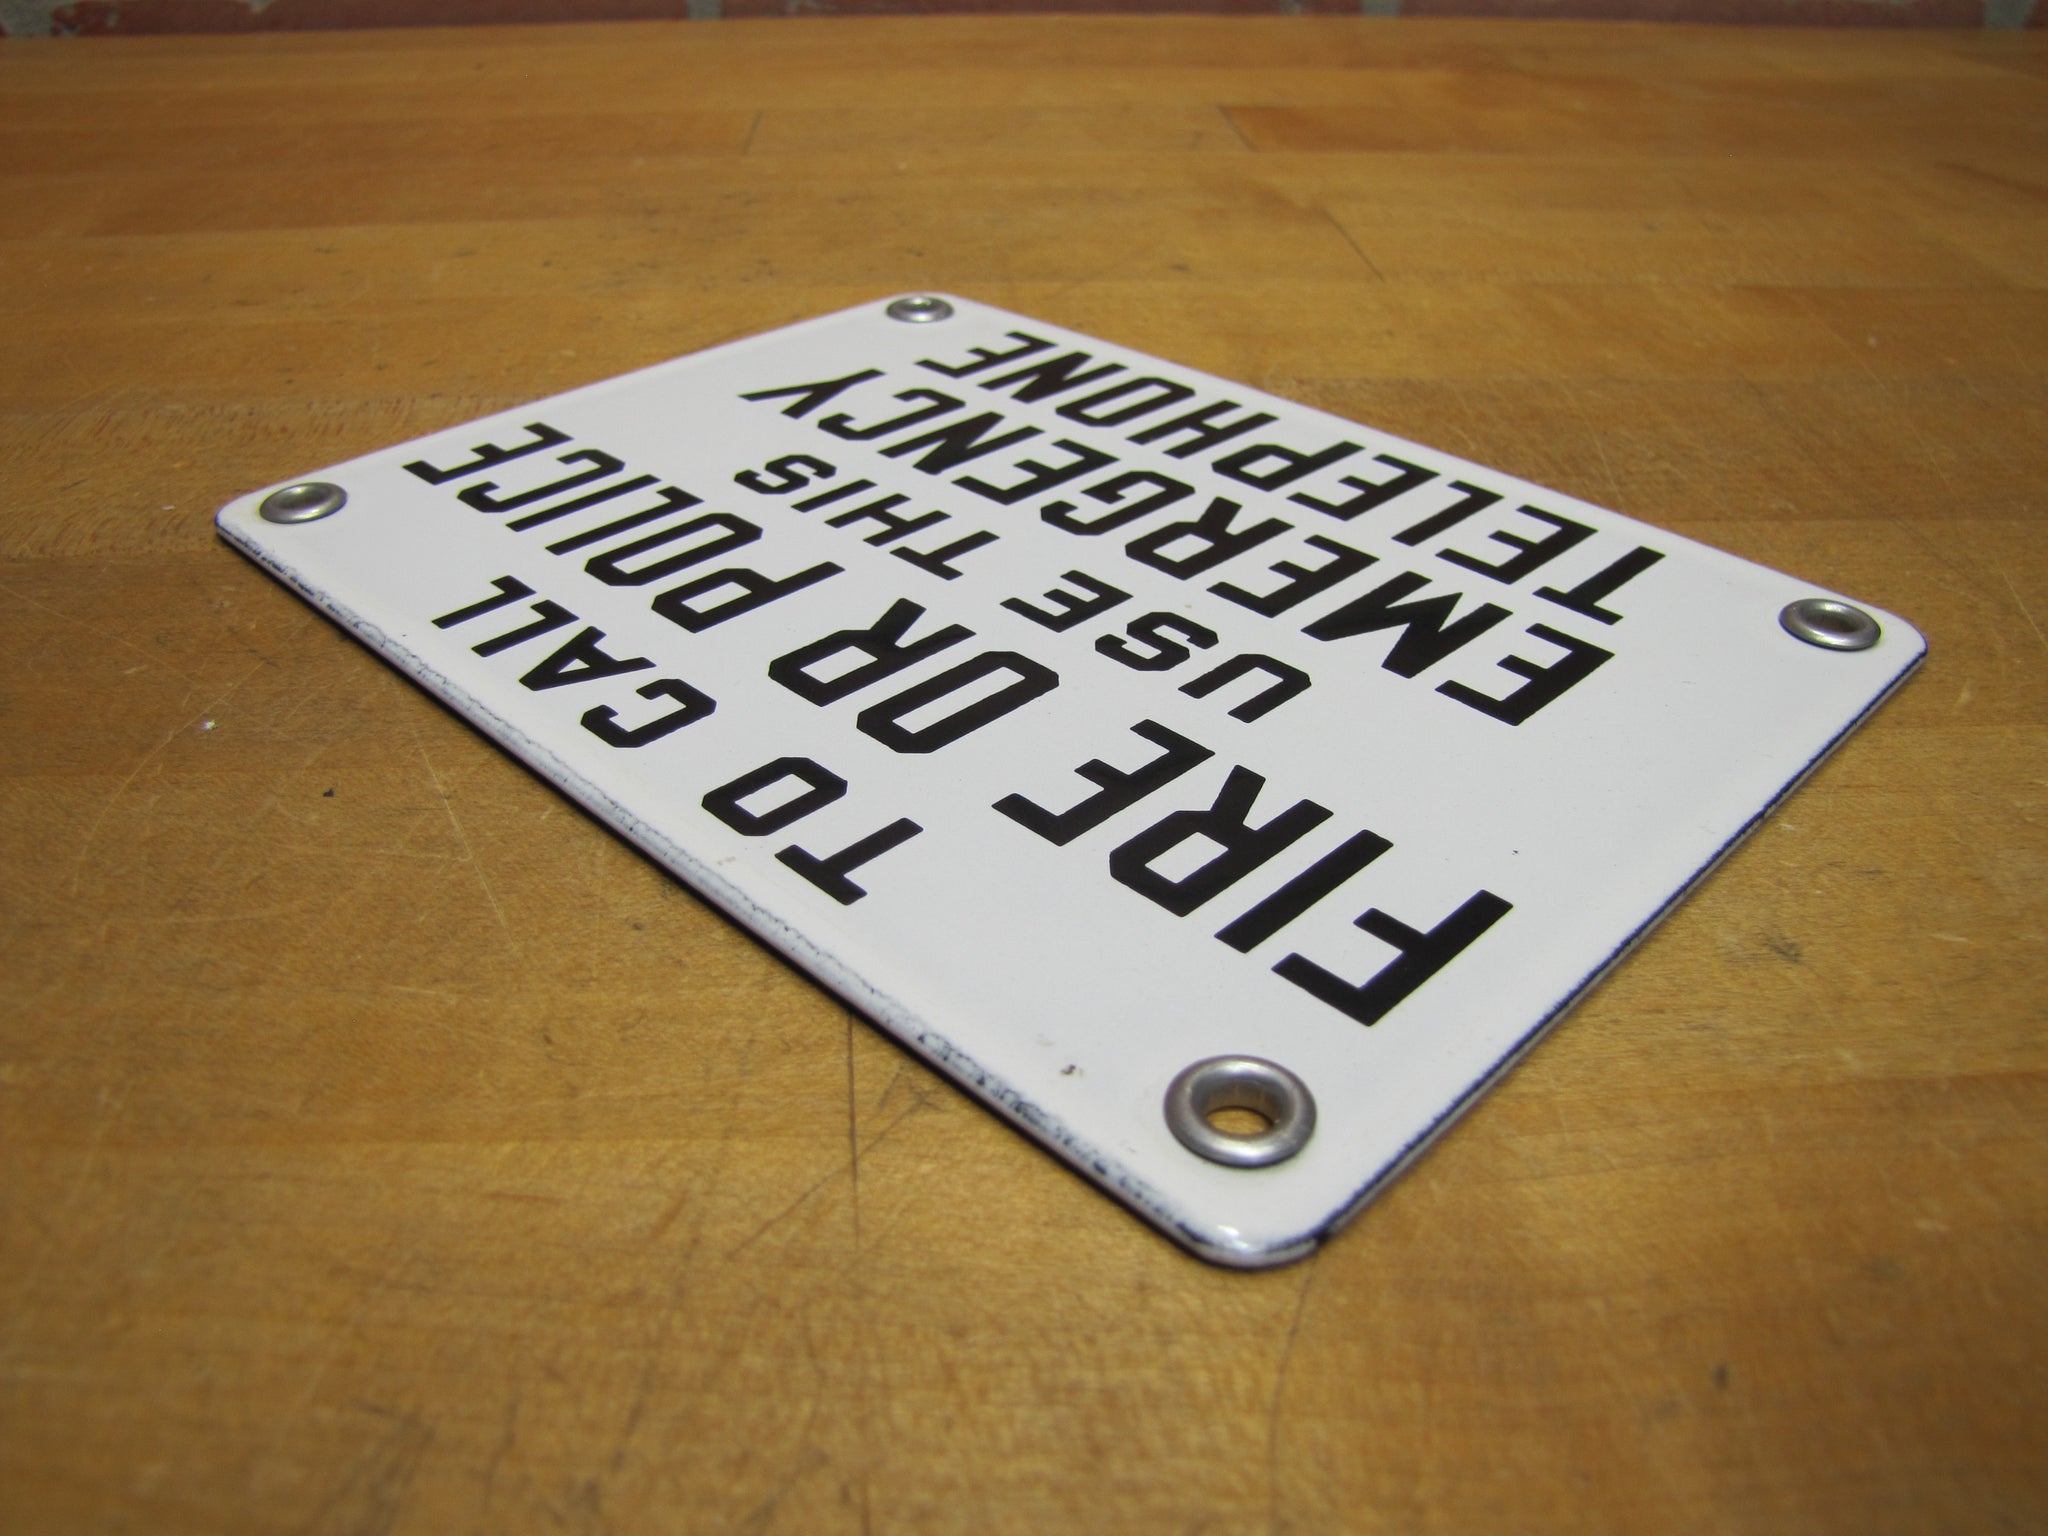 TO CALL
FIRE OR POLICE
USE THIS
EMERGENCY
TELEPHONE